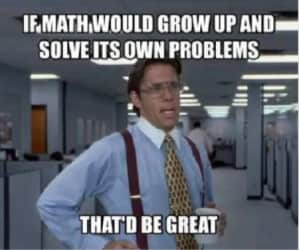 IF MATH WOULD GROW UP AND
SOLVE ITS OWN PROBLEMS
THAT'D BE GREAT